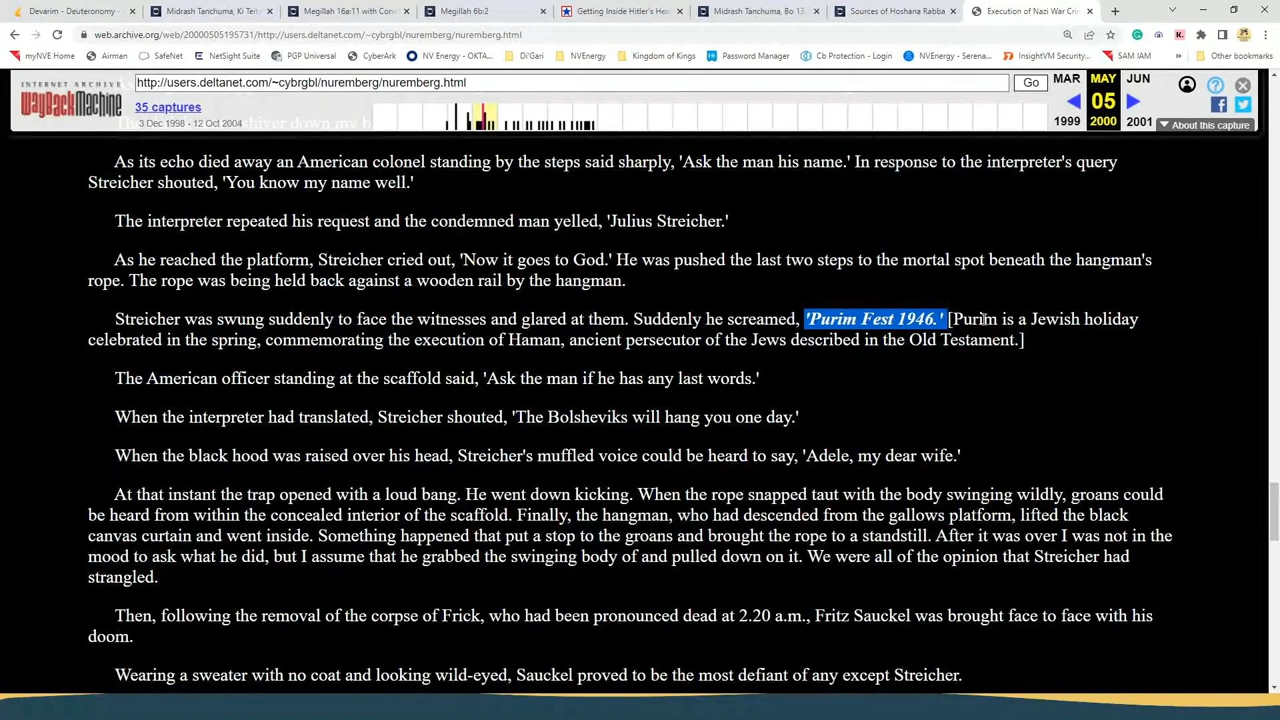 Devarim - Deuteronomy -
Midrash Tanchuma, Ki Teit
Megillah 16a:11 with Conn
Megillah 6b:2
Getting Inside Hitler's Hea
Midrash Tanchuma, Bo 13
Sources of Hoshana Rabba
Execution of Nazi War Crim
web.archive.org/web/20000505195731/http://users.deltanet.com/~cybrgbl/nuremberg/nuremberg.html
myNVE Home
Airman
SafeNet
PGP Universal
NV Energy - OKTA...
Di'Gari
NVEnergy
Kingdom of Kings
Password Manager
Cb Protection - Login
NVEnergy - Serena...
InsightVM Security...
SAM IAM
Other bookmarks
INTERNET ARCHIVE
WayBackMachine
http://users.deltanet.com/~cybrgbl/nuremberg/nuremberg.html
Go
35 captures
3 Dec 1998 - 12 Oct 2004
MAR MAY JUN
05
1999 2000 2001
About this capture
shiver down my b
As its echo died away an American colonel standing by the steps said sharply, 'Ask the man his name.' In response to the interpreter's query
Streicher shouted, 'You know my name well.'
The interpreter repeated his request and the condemned man yelled, 'Julius Streicher.'
As he reached the platform, Streicher cried out, 'Now it goes to God.' He was pushed the last two steps to the mortal spot beneath the hangman's
rope. The rope was being held back against a wooden rail by the hangman.
Streicher was swung suddenly to face the witnesses and glared at them. Suddenly he screamed, 'Purim Fest 1946.' [Purim is a Jewish holiday
celebrated in the spring, commemorating the execution of Haman, ancient persecutor of the Jews described in the Old Testament.]
The American officer standing at the scaffold said, 'Ask the man if he has any last words.'
When the interpreter had translated, Streicher shouted, 'The Bolsheviks will hang you one day.'
When the black hood was raised over his head, Streicher's muffled voice could be heard to say, 'Adele, my dear wife.'
At that instant the trap opened with a loud bang. He went down kicking. When the rope snapped taut with the body swinging wildly, groans could
be heard from within the concealed interior of the scaffold. Finally, the hangman, who had descended from the gallows platform, lifted the black
canvas curtain and went inside. Something happened that put a stop to the groans and brought the rope to a standstill. After it was over I was not in the
mood to ask what he did, but I assume that he grabbed the swinging body of and pulled down on it. We were all of the opinion that Streicher had
strangled.
Then, following the removal of the corpse of Frick, who had been pronounced dead at 2.20 a.m., Fritz Sauckel was brought face to face with his
doom.
Wearing a sweater with no coat and looking wild-eyed, Sauckel proved to be the most defiant of any except Streicher.